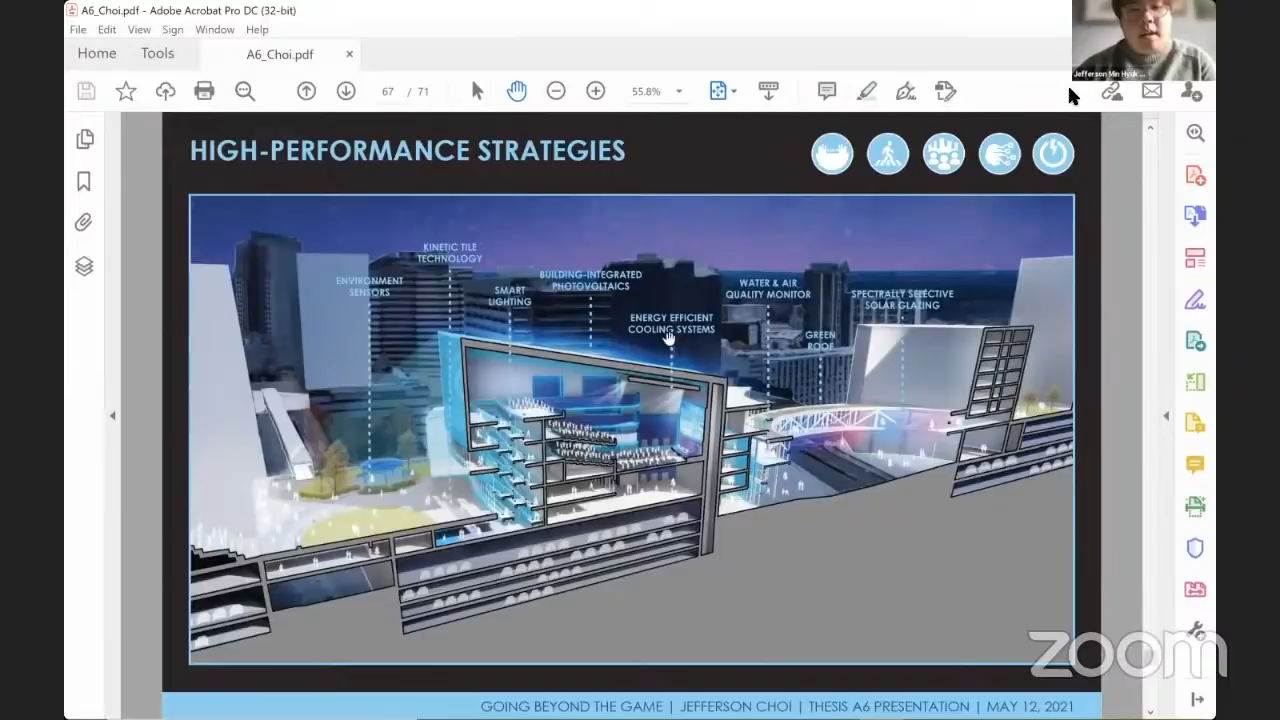 A6_Choi.pdf - Adobe Acrobat Pro DC (32-bit)
File Edit View Sign Window Help
Home Tools A6_Choi.pdf ×
67 / 71 55.8%
Jefferson Min Hyuk ...
HIGH-PERFORMANCE STRATEGIES
KINETIC TILE
TECHNOLOGY
ENVIRONMENT
SENSORS
SMART
LIGHTING
BUILDING-INTEGRATED
PHOTOVOLTAICS
ENERGY EFFICIENT
COOLING SYSTEMS
WATER & AIR
QUALITY MONITOR
GREEN
ROOF
SPECTRALLY SELECTIVE
SOLAR GLAZING
zoom
GOING BEYOND THE GAME | JEFFERSON CHOI | THESIS A6 PRESENTATION | MAY 12, 2021